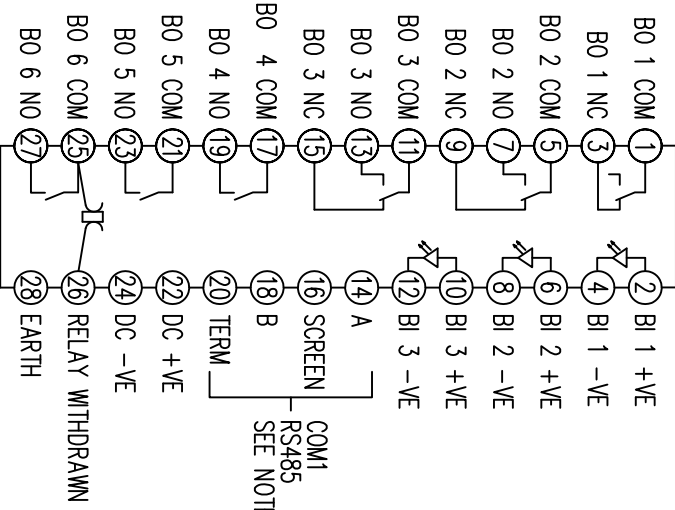 BO 1 COM
BO 1 NC
BO 2 COM
BO 2 NO
BO 2 NC
BO 3 COM
BO 3 NO
BO 3 NC
BO 4 COM
BO 4 NO
BO 5 COM
BO 5 NO
BO 6 COM
BO 6 NO
1
3
5
7
9
11
13
15
17
19
21
23
25
27
2
4
6
8
10
12
14
16
18
20
22
24
26
28
BI 1 +VE
BI 1 -VE
BI 2 +VE
BI 2 -VE
BI 3 +VE
BI 3 -VE
A
SCREEN
B
TERM
DC +VE
DC -VE
RELAY WITHDRAWN
EARTH
COM1
RS485
SEE NOT